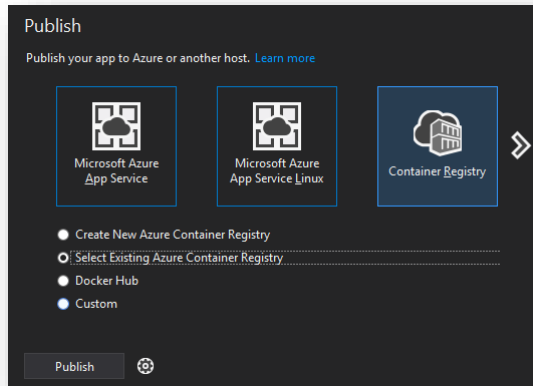 Publish
Publish your app to Azure or another host. Learn more
Microsoft Azure
App Service
Microsoft Azure
App Service Linux
Container Registry
Create New Azure Container Registry
Select Existing Azure Container Registry
Docker Hub
Custom
Publish